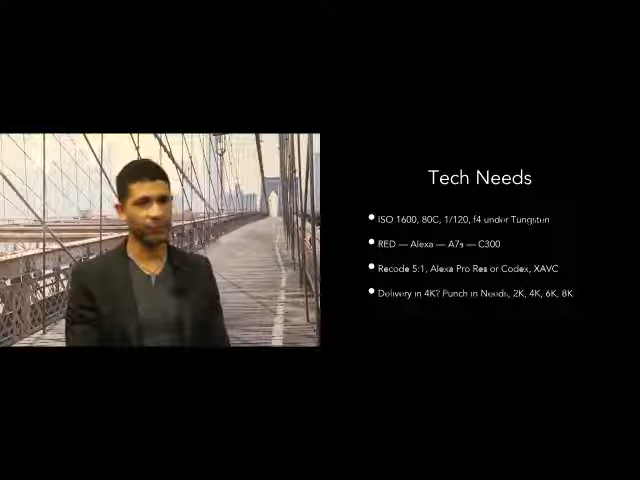 Tech Needs
ISO 1600, 80C, 1/120, f4 under Tungsten
RED — Alexa — A7s — C300
Recode 5:1, Alexa Pro Res or Codex, XAVC
Delivery in 4K? Punch in Needs, 2K, 4K, 6K, 8K